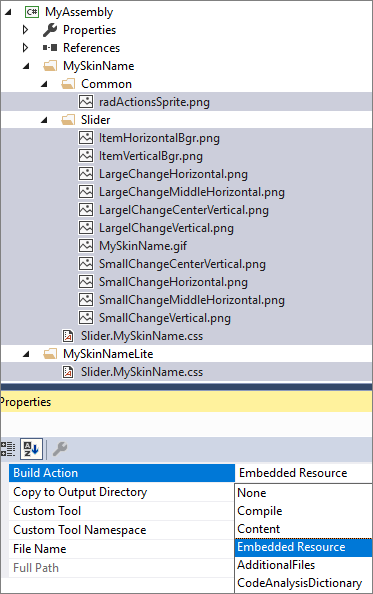 MyAssembly
Properties
References
MySkinName
Common
radActionsSprite.png
Slider
ItemHorizontalBgr.png
ItemVerticalBgr.png
LargeChangeHorizontal.png
LargeChangeMiddleHorizontal.png
LargelChangeCenterVertical.png
LargelChangeVertical.png
MySkinName.gif
SmallChangeCenterVertical.png
SmallChangeHorizontal.png
SmallChangeMiddleHorizontal.png
SmallChangeVertical.png
Slider.MySkinName.css
MySkinNameLite
Slider.MySkinName.css
Properties
Build Action Embedded Resource
Copy to Output Directory None
Custom Tool Compile
Custom Tool Namespace Content
File Name Embedded Resource
Full Path AdditionalFiles
CodeAnalysisDictionary